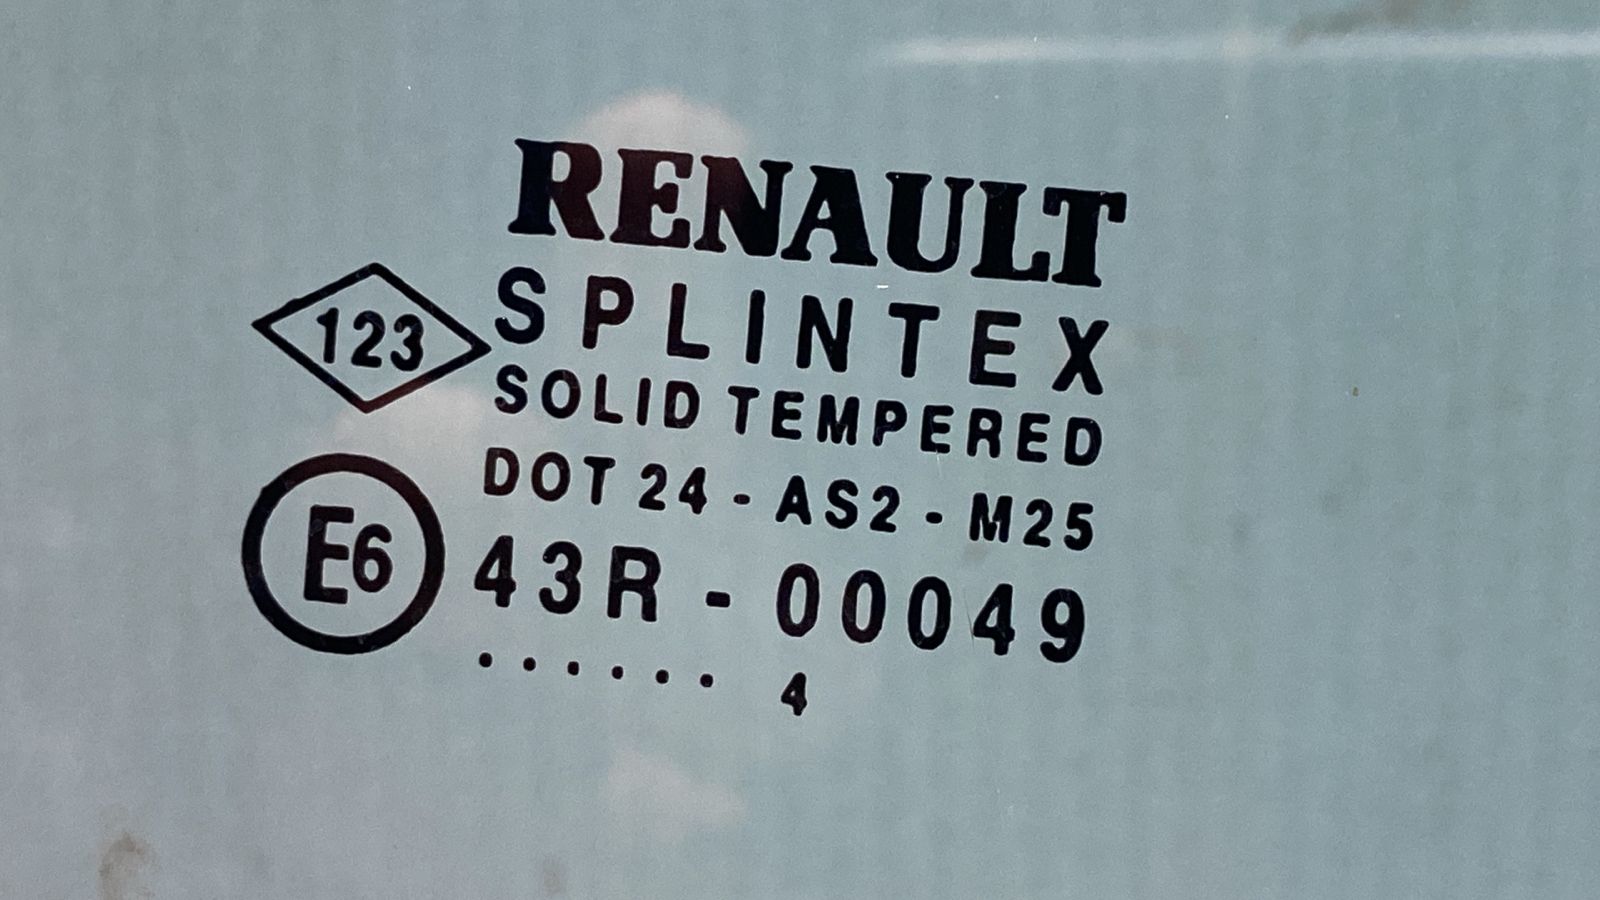 RENAULT
123
SPLINTEX
SOLID TEMPERED
DOT 24 - AS2 - M25
E6
43R - 00049
...... 4